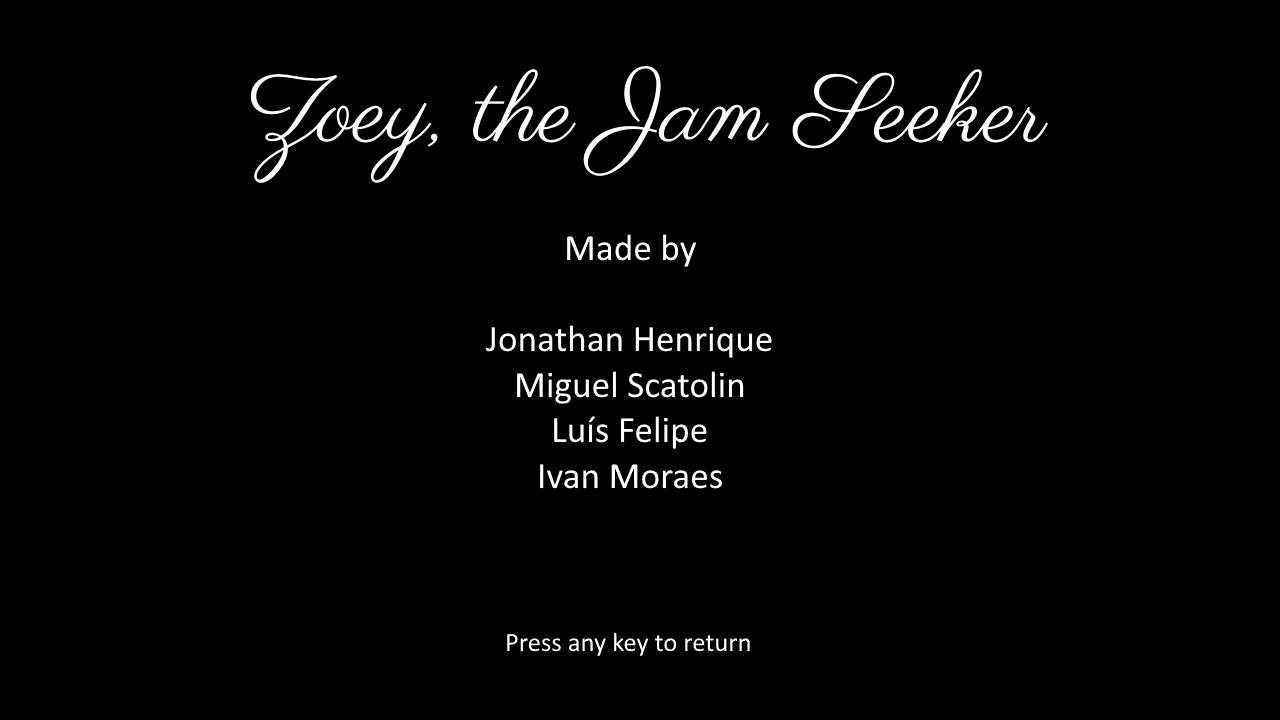 Zoey, the Jam Seeker
Made by
Jonathan Henrique
Miguel Scatolin
Luís Felipe
Ivan Moraes
Press any key to return